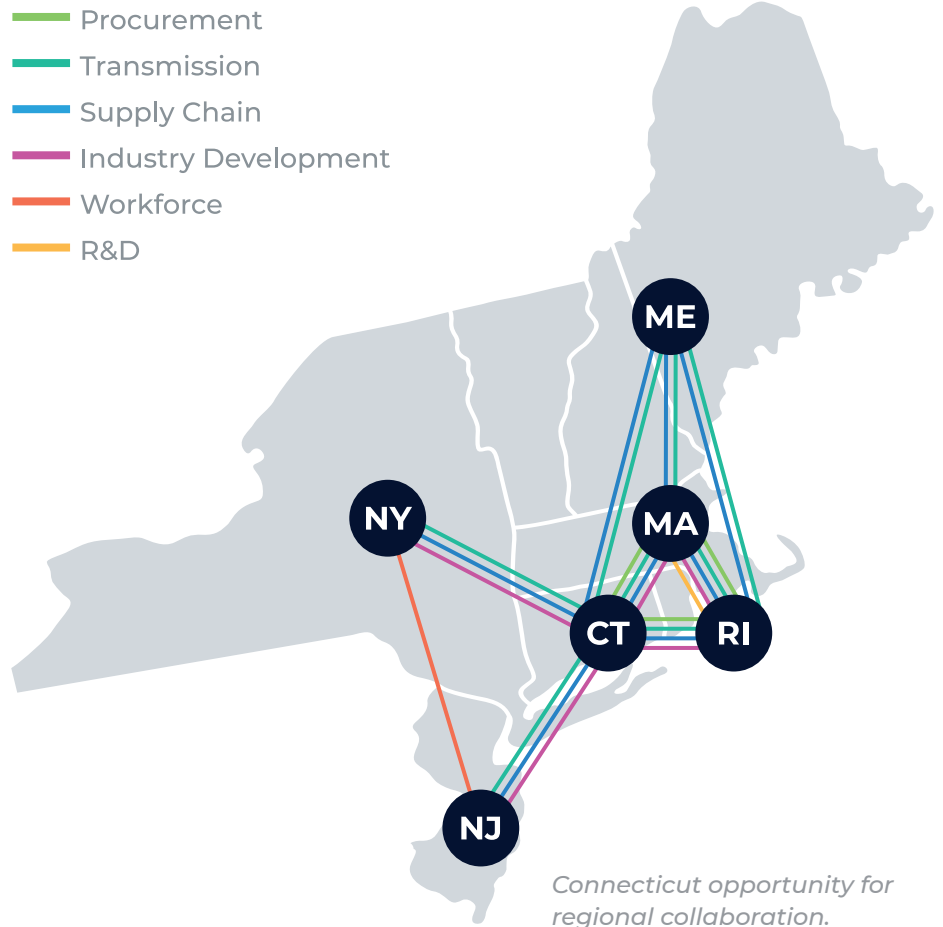 Procurement
Transmission
Supply Chain
Industry Development
Workforce
R&D
ME
NY
MA
CT
RI
NJ
Connecticut opportunity for
regional collaboration.